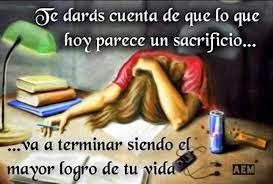 Te darás cuenta de que lo que
hoy parece un sacrificio...
...va a terminar siendo el
mayor logro de tu vida
AEM